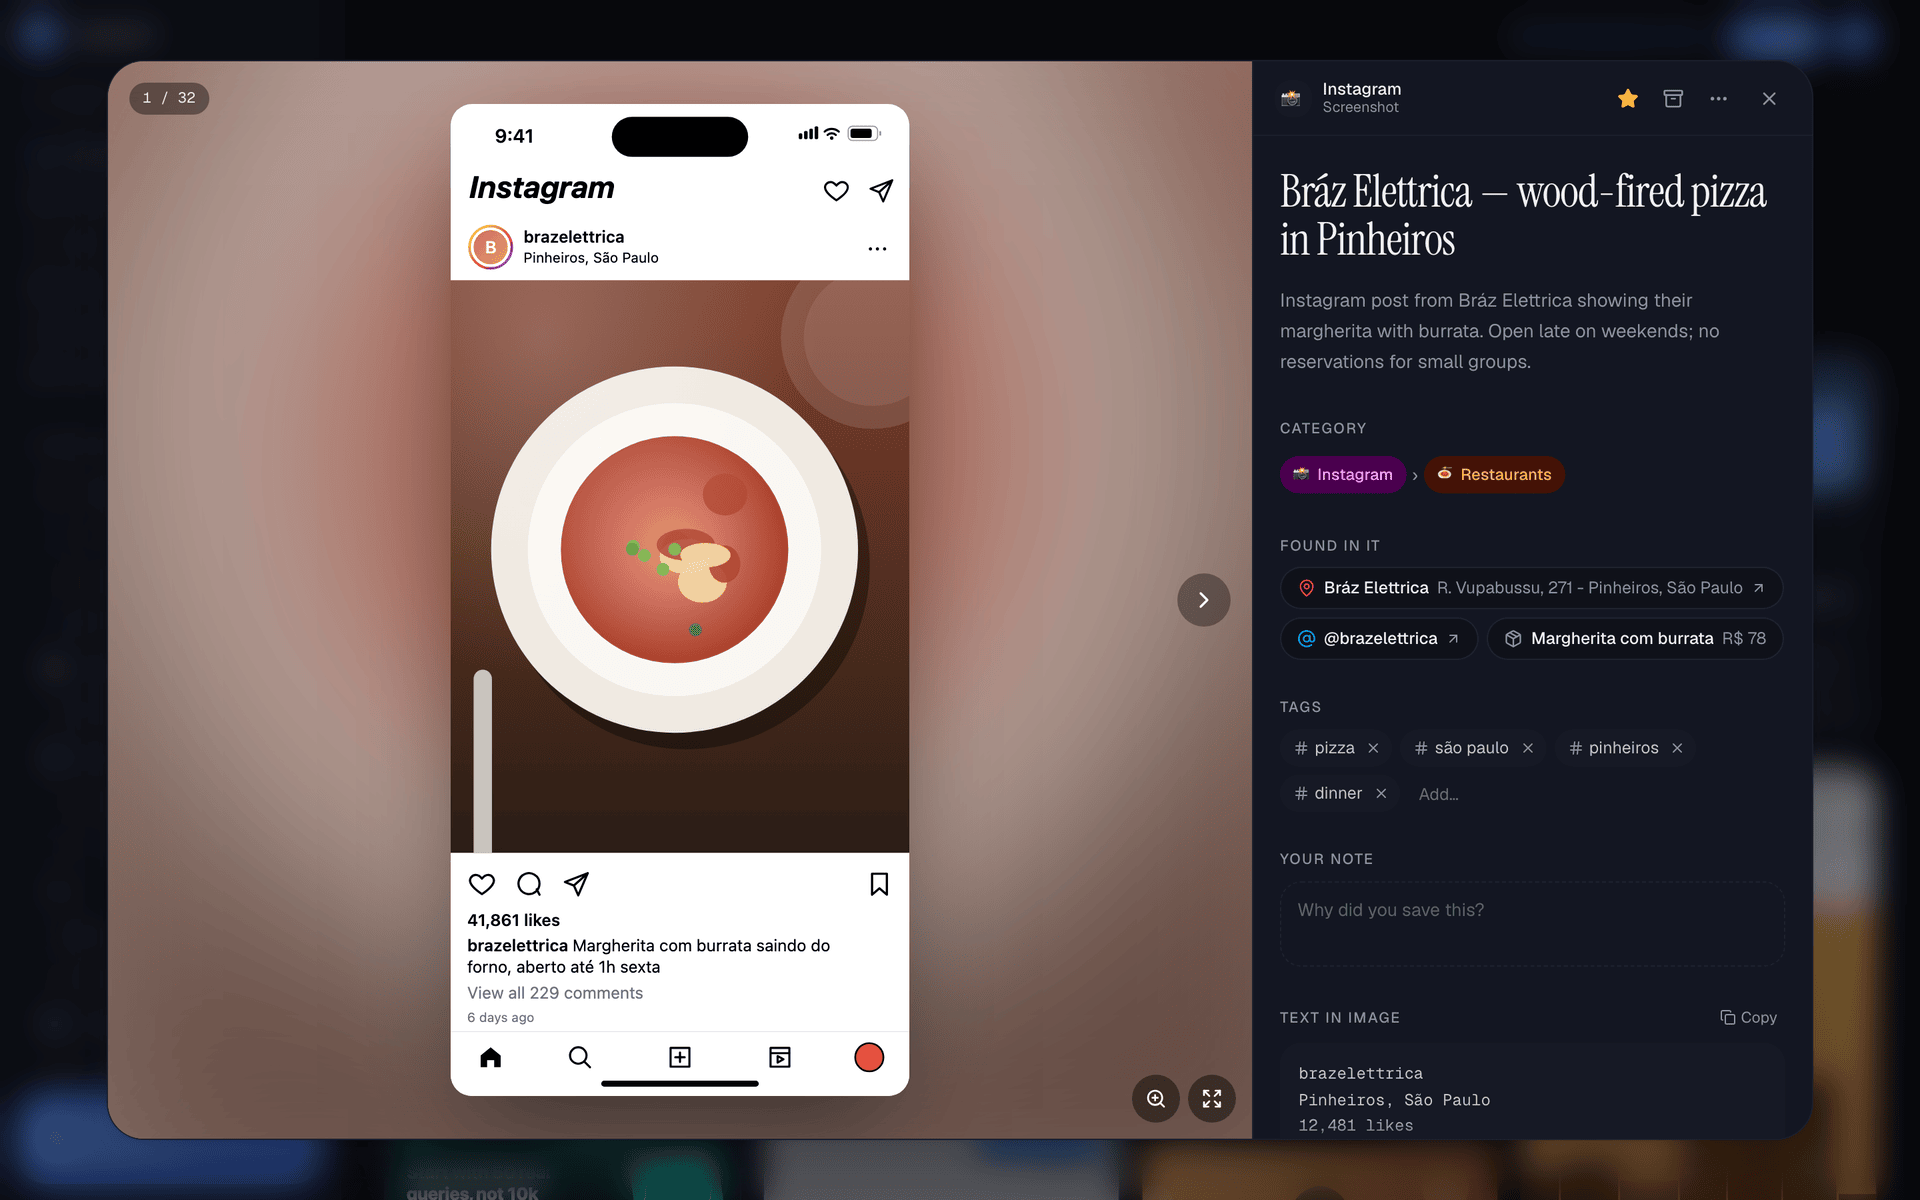 1 / 32
9:41
Instagram
B
brazelettrica
Pinheiros, São Paulo
41,861 likes
brazelettrica Margherita com burrata saindo do
forno, aberto até 1h sexta
View all 229 comments
6 days ago
Instagram
Screenshot
Bráz Elettrica — wood-fired pizza
in Pinheiros
Instagram post from Bráz Elettrica showing their
margherita with burrata. Open late on weekends; no
reservations for small groups.
CATEGORY
Instagram › Restaurants
FOUND IN IT
Bráz Elettrica R. Vupabussu, 271 - Pinheiros, São Paulo
@brazelettrica
Margherita com burrata R$ 78
TAGS
# pizza # são paulo # pinheiros
# dinner Add...
YOUR NOTE
Why did you save this?
TEXT IN IMAGE
Copy
brazelettrica
Pinheiros, São Paulo
12,481 likes
queries, not 10k